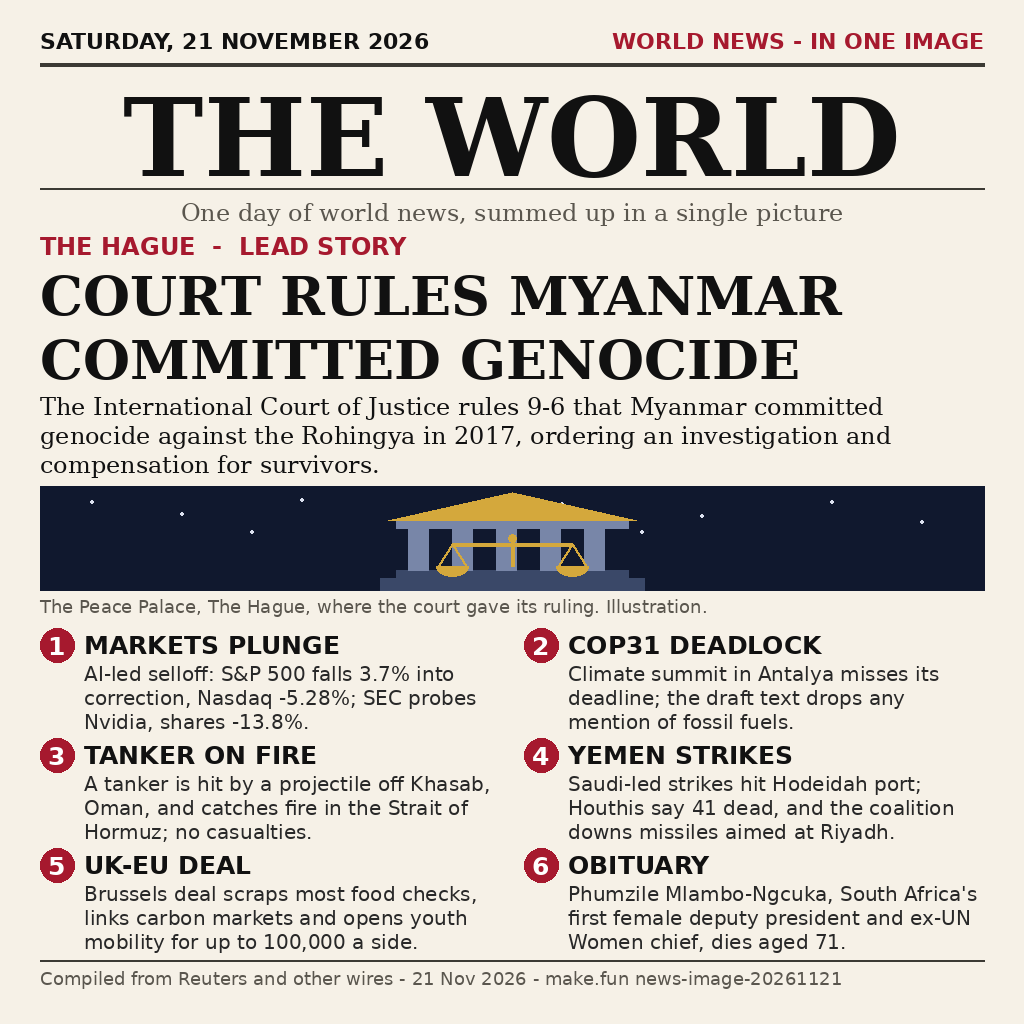 SATURDAY, 21 NOVEMBER 2026
WORLD NEWS - IN ONE IMAGE
THE WORLD
One day of world news, summed up in a single picture
THE HAGUE - LEAD STORY
COURT RULES MYANMAR
COMMITTED GENOCIDE
The International Court of Justice rules 9-6 that Myanmar committed
genocide against the Rohingya in 2017, ordering an investigation and
compensation for survivors.
The Peace Palace, The Hague, where the court gave its ruling. Illustration.
1 MARKETS PLUNGE
AI-led selloff: S&P 500 falls 3.7% into
correction, Nasdaq -5.28%; SEC probes
Nvidia, shares -13.8%.
2 COP31 DEADLOCK
Climate summit in Antalya misses its
deadline; the draft text drops any
mention of fossil fuels.
3 TANKER ON FIRE
A tanker is hit by a projectile off Khasab,
Oman, and catches fire in the Strait of
Hormuz; no casualties.
4 YEMEN STRIKES
Saudi-led strikes hit Hodeidah port;
Houthis say 41 dead, and the coalition
downs missiles aimed at Riyadh.
5 UK-EU DEAL
Brussels deal scraps most food checks,
links carbon markets and opens youth
mobility for up to 100,000 a side.
6 OBITUARY
Phumzile Mlambo-Ngcuka, South Africa's
first female deputy president and ex-UN
Women chief, dies aged 71.
Compiled from Reuters and other wires - 21 Nov 2026 - make.fun news-image-20261121